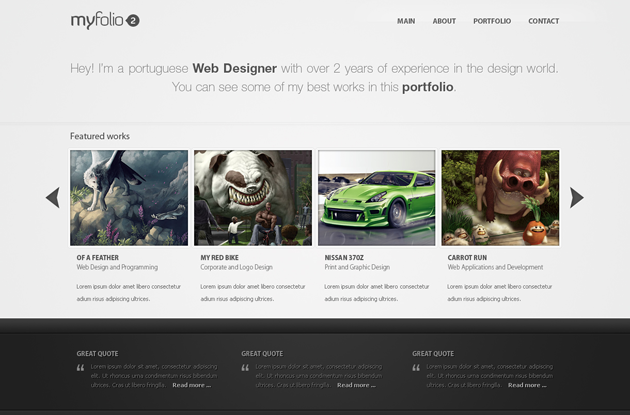 myfolio 2
MAIN ABOUT PORTFOLIO CONTACT
Hey! I'm a portuguese Web Designer with over 2 years of experience in the design world.
You can see some of my best works in this portfolio.
Featured works
OF A FEATHER
Web Design and Programming
Lorem ipsum dolor amet libero consectetur
adium risus adipiscing ultrices.
MY RED BIKE
Corporate and Logo Design
Lorem ipsum dolor amet libero consectetur
adium risus adipiscing ultrices.
NISSAN 370Z
Print and Graphic Design
Lorem ipsum dolor amet libero consectetur
adium risus adipiscing ultrices.
CARROT RUN
Web Applications and Development
Lorem ipsum dolor amet libero consectetur
adium risus adipiscing ultrices.
GREAT QUOTE
“ Lorem ipsum dolor sit amet, consectetur adipiscing
elit. Ut rhoncus urna condimentum risus bibendum
ultrices. Cras ut libero fringilla. Read more ...
GREAT QUOTE
“ Lorem ipsum dolor sit amet, consectetur adipiscing
elit. Ut rhoncus urna condimentum risus bibendum
ultrices. Cras ut libero fringilla. Read more ...
GREAT QUOTE
“ Lorem ipsum dolor sit amet, consectetur adipiscing
elit. Ut rhoncus urna condimentum risus bibendum
ultrices. Cras ut libero fringilla. Read more ...